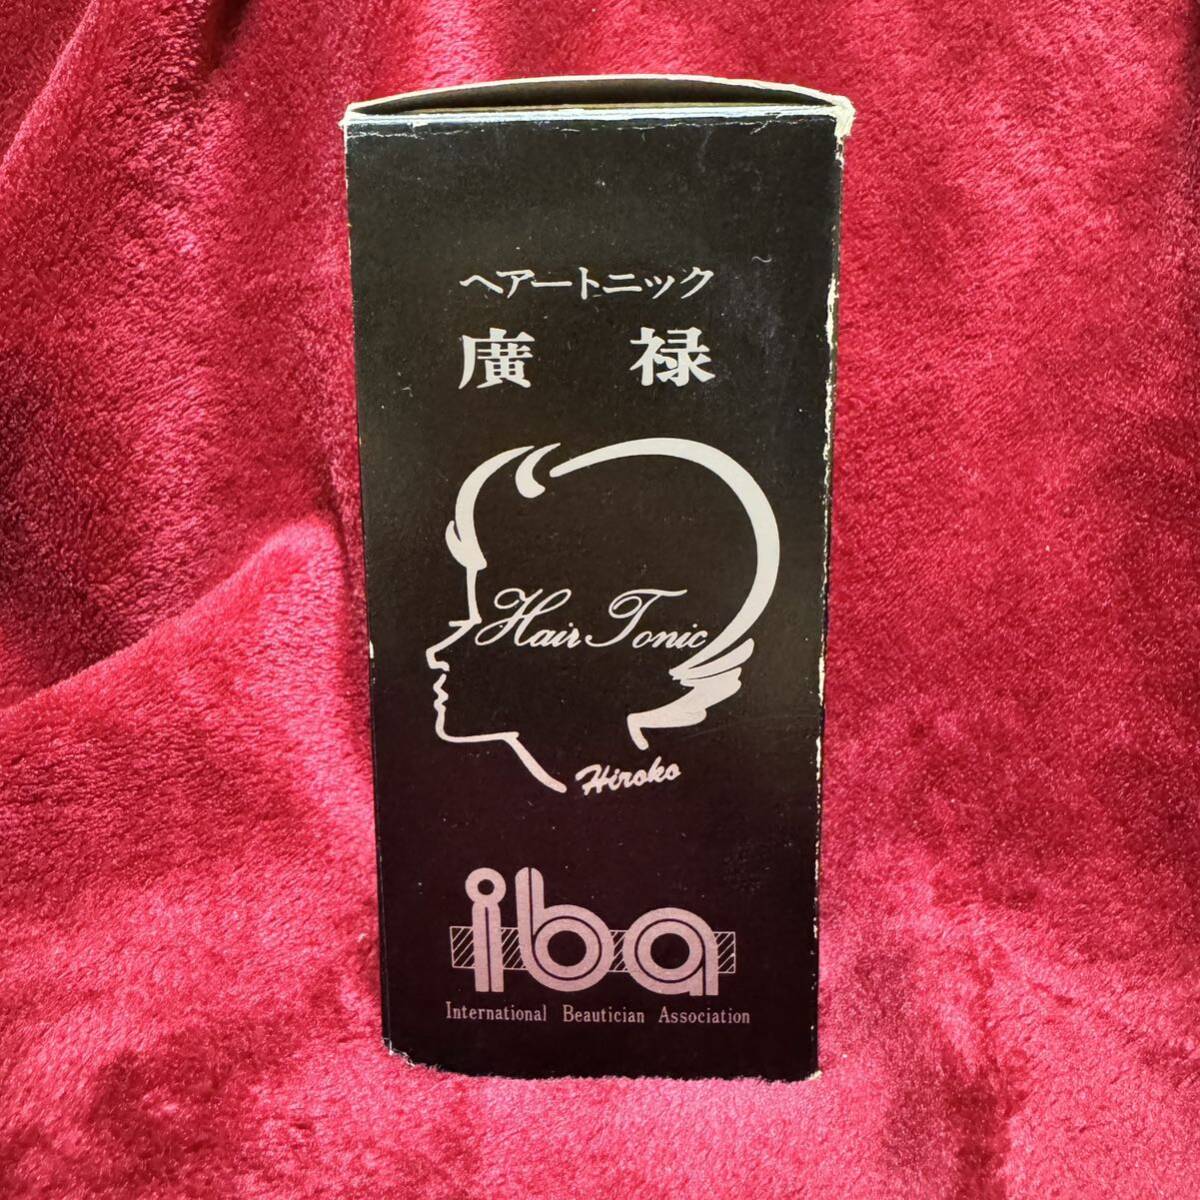 ヘアートニック
廣 禄
Hair Tonic
Hiroko
iba
International Beautician Association